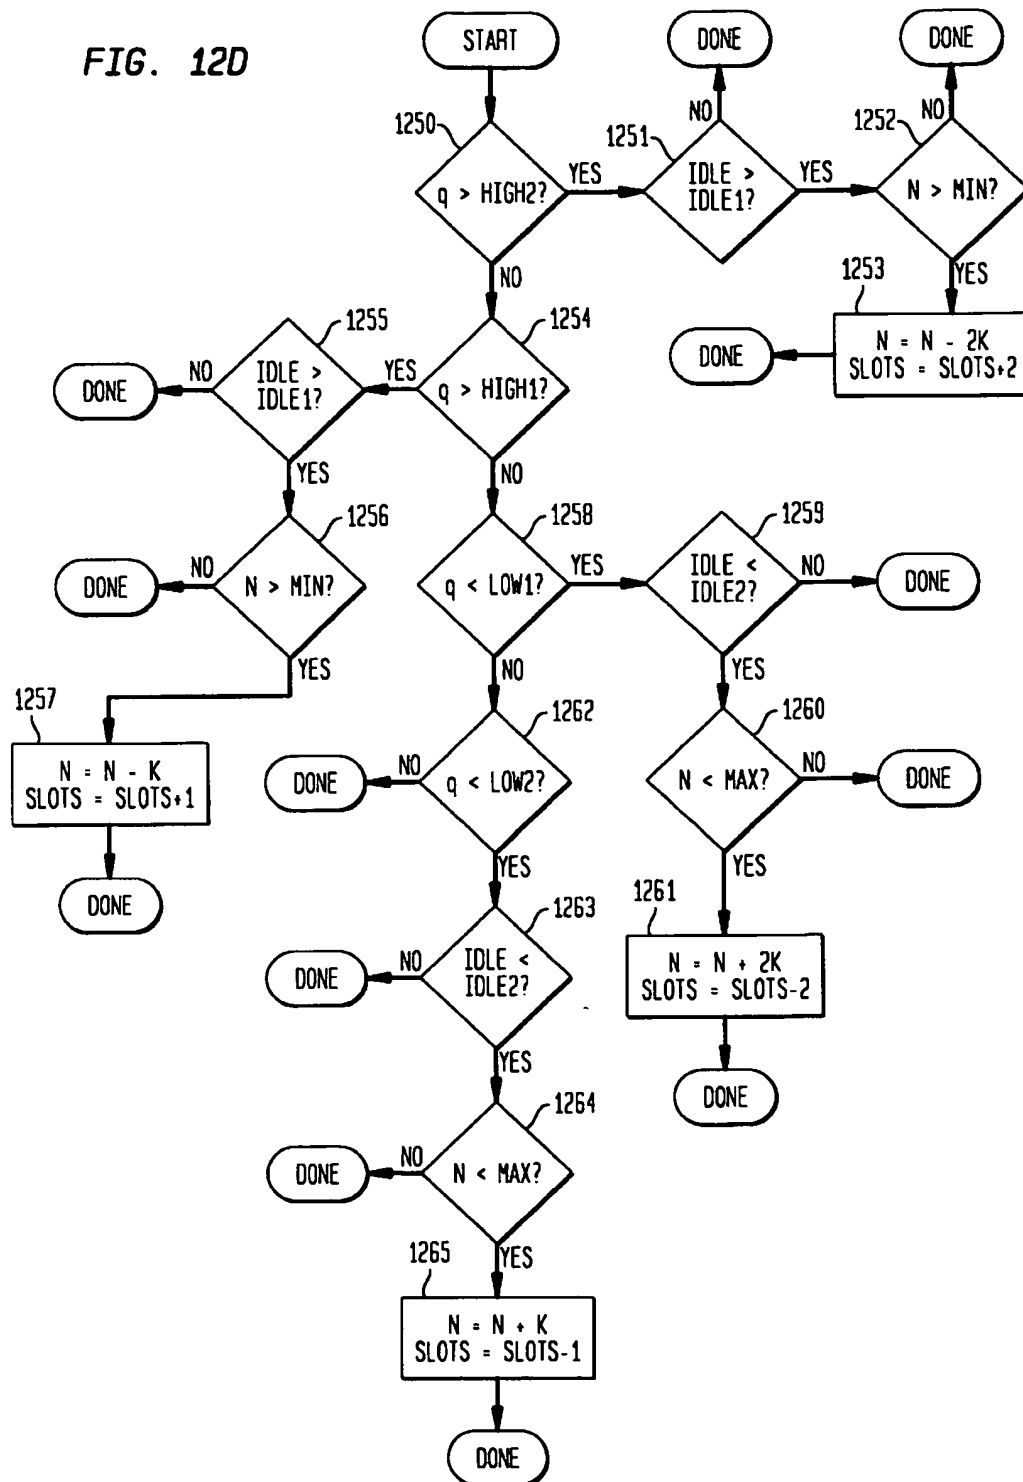 FIG. 12D
START
DONE
DONE
NO
NO
1250
1251
1252
q > HIGH2?
YES
IDLE >
IDLE1?
YES
N > MIN?
NO
YES
1253
N = N - 2K
SLOTS = SLOTS+2
DONE
1255
1254
DONE
NO
IDLE >
IDLE1?
YES
q > HIGH1?
YES
NO
1256
1258
1259
DONE
NO
N > MIN?
q < LOW1?
YES
IDLE <
IDLE2?
NO
DONE
YES
NO
YES
1257
N = N - K
SLOTS = SLOTS+1
DONE
1262
1260
DONE
NO
q < LOW2?
N < MAX?
NO
DONE
YES
YES
1263
1261
DONE
NO
IDLE <
IDLE2?
N = N + 2K
SLOTS = SLOTS-2
YES
DONE
1264
DONE
NO
N < MAX?
YES
1265
N = N + K
SLOTS = SLOTS-1
DONE